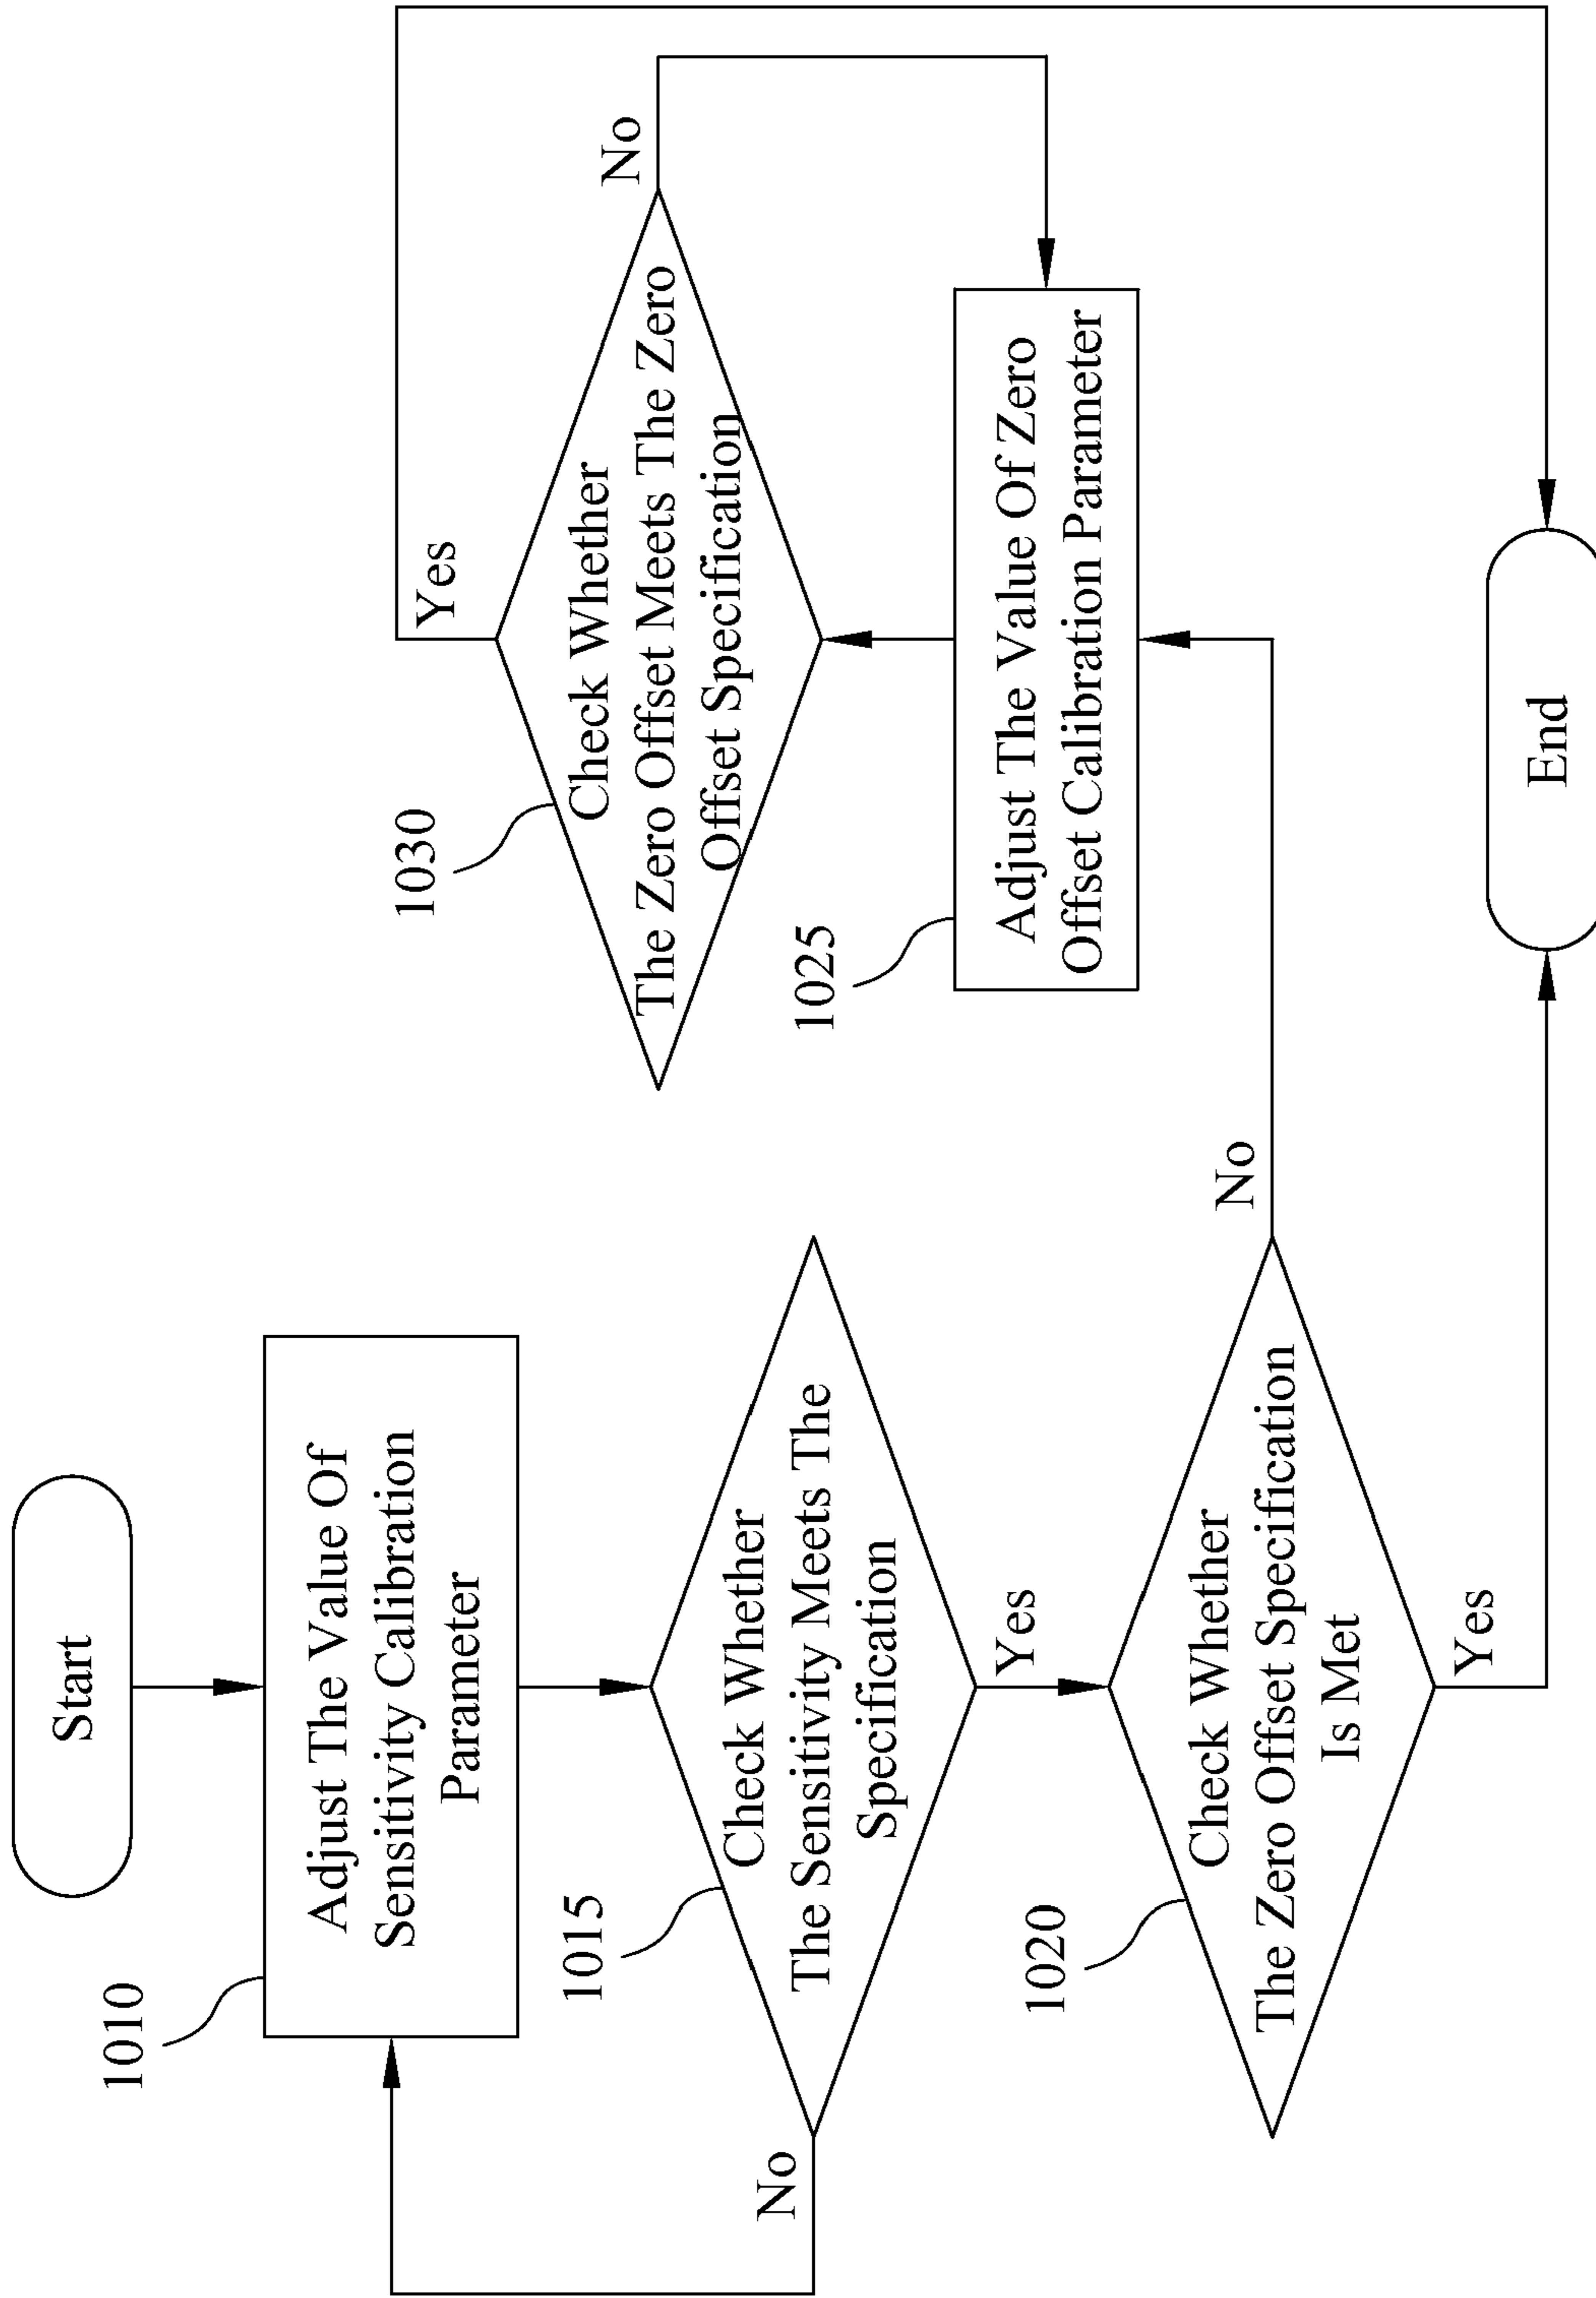 Start
1010
Adjust The Value Of
Sensitivity Calibration
Parameter
1015
Check Whether
The Sensitivity Meets The
Specification
No
Yes
1020
Check Whether
The Zero Offset Specification
Is Met
No
Yes
1030
Check Whether
The Zero Offset Meets The Zero
Offset Specification
Yes
No
1025
Adjust The Value Of Zero
Offset Calibration Parameter
End